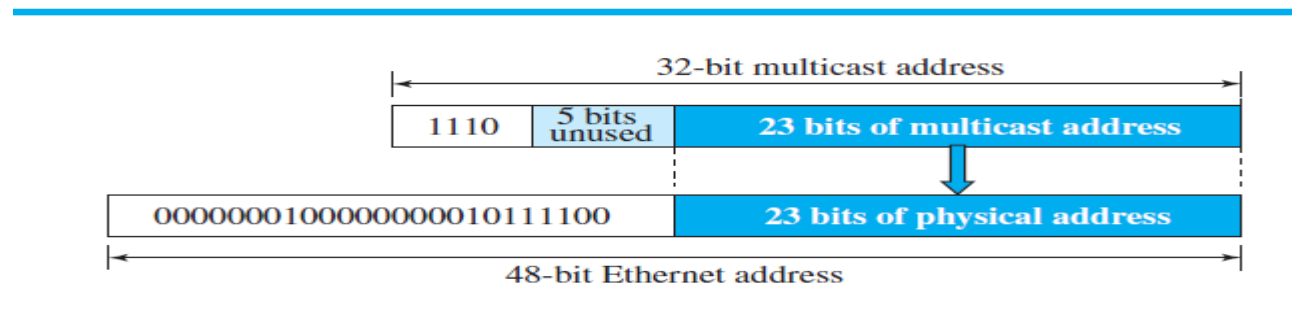 32-bit multicast address
1110
5 bits
unused
23 bits of multicast address
0000000100000000010111100
23 bits of physical address
48-bit Ethernet address